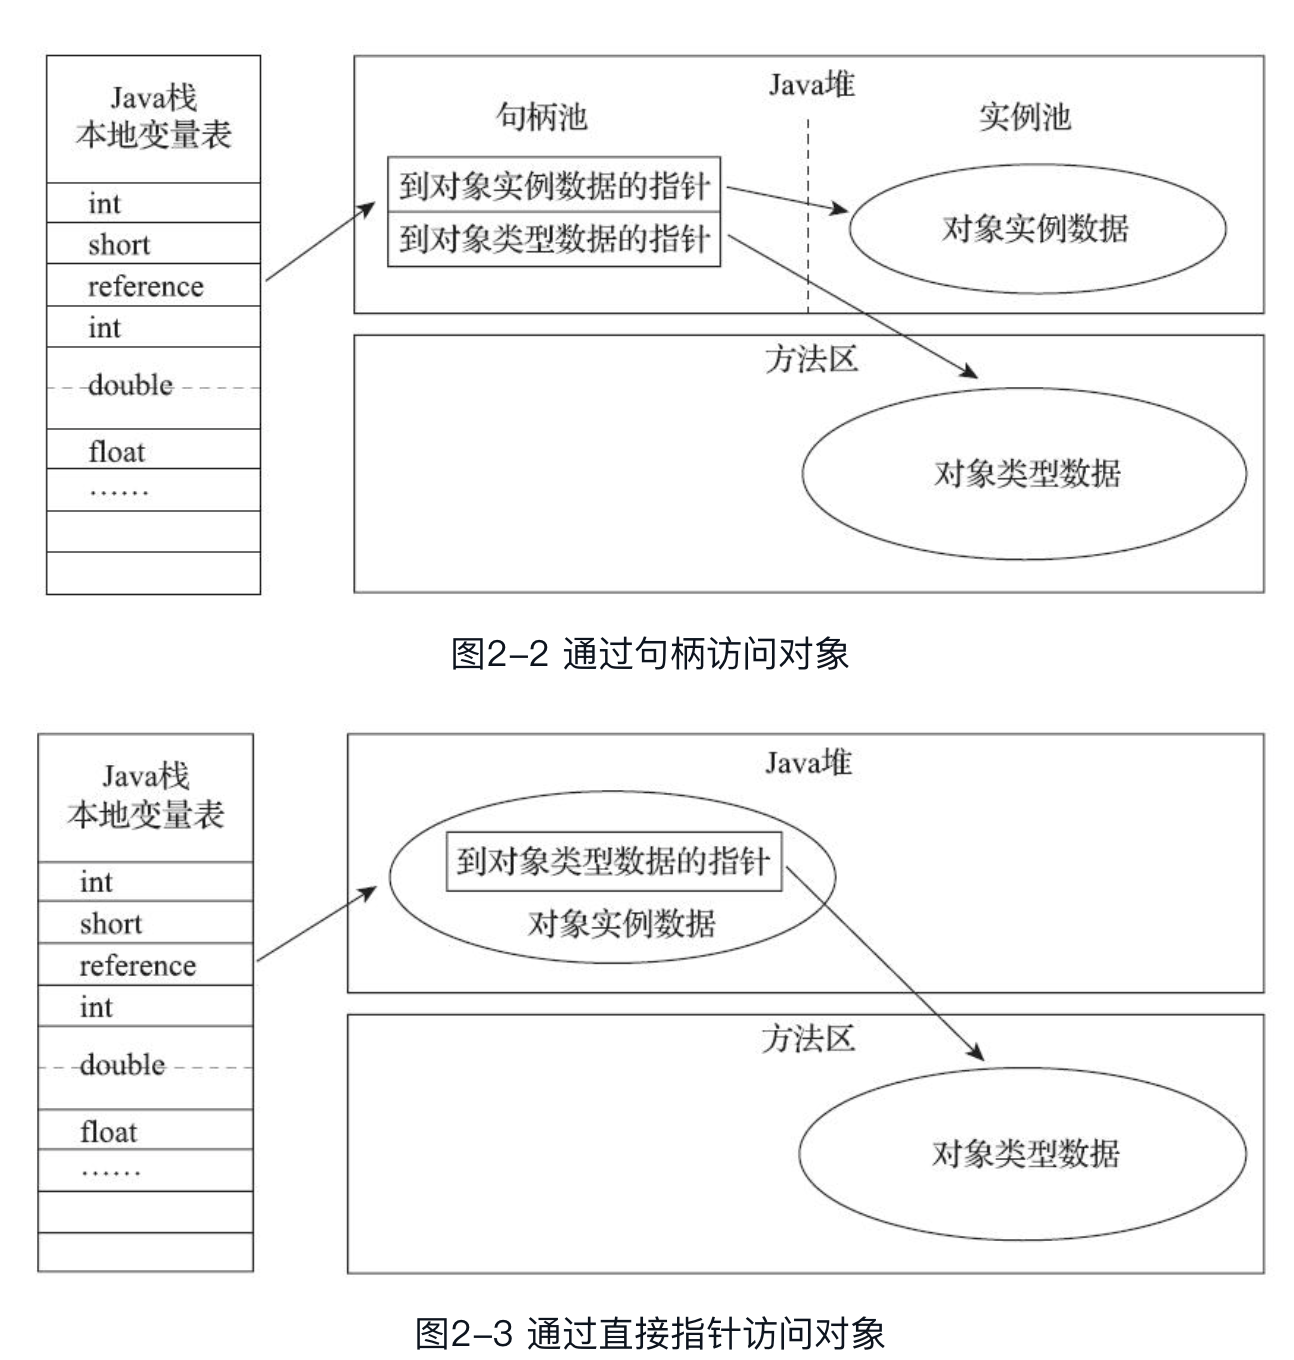 Java栈
本地变量表
int
short
reference
int
double
float
……
Java堆
句柄池
实例池
到对象实例数据的指针
到对象类型数据的指针
对象实例数据
方法区
对象类型数据
图2-2 通过句柄访问对象
Java栈
本地变量表
int
short
reference
int
double
float
……
Java堆
到对象类型数据的指针
对象实例数据
方法区
对象类型数据
图2-3 通过直接指针访问对象